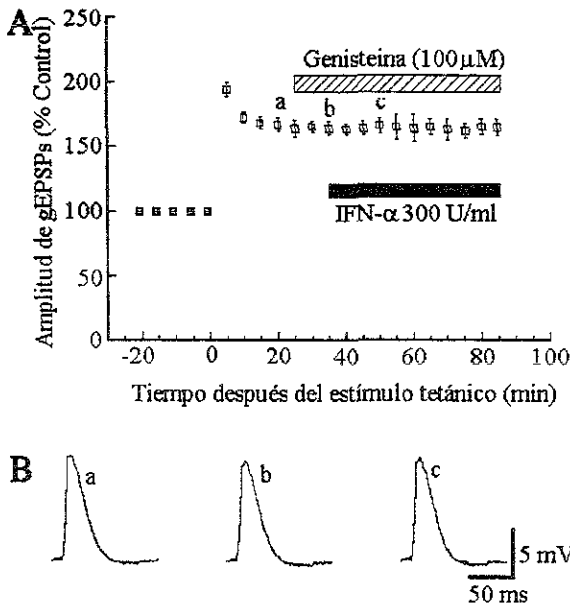 A
250
200
150
100
50
0
Amplitud de gEPSPs (% Control)
Genisteina (100μM)
a
b
c
IFN-α 300 U/ml
-20
0
20
40
60
80
100
Tiempo después del estímulo tetánico (min)
B
a
b
c
5 mV
50 ms